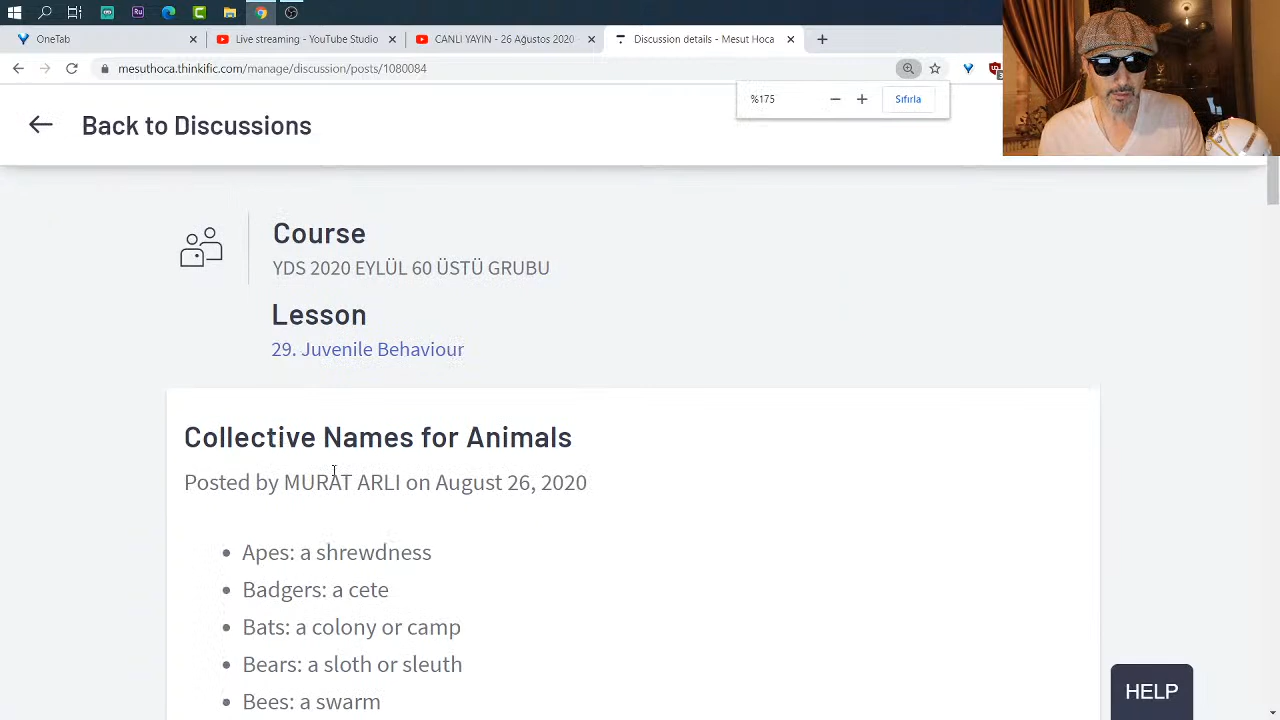 OneTab
Live streaming - YouTube Studio
CANLI YAYIN - 26 Ağustos 2020 -
Discussion details - Mesut Hoca
mesuthoca.thinkific.com/manage/discussion/posts/1080084
%175
Sıfırla
Back to Discussions
Course
YDS 2020 EYLÜL 60 ÜSTÜ GRUBU
Lesson
29. Juvenile Behaviour
Collective Names for Animals
Posted by MURAT ARLI on August 26, 2020
Apes: a shrewdness
Badgers: a cete
Bats: a colony or camp
Bears: a sloth or sleuth
Bees: a swarm
HELP